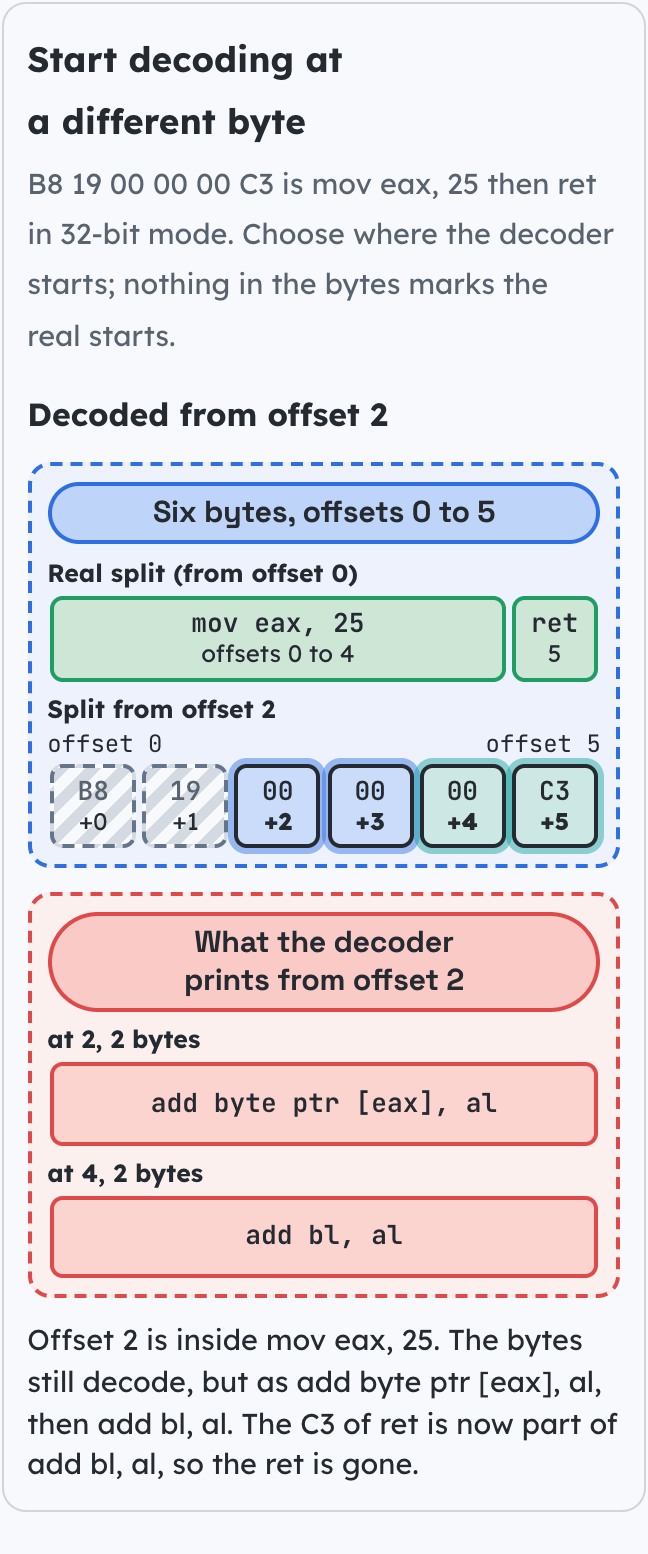 Start decoding at
a different byte
B8 19 00 00 00 C3 is mov eax, 25 then ret
in 32-bit mode. Choose where the decoder
starts; nothing in the bytes marks the
real starts.
Decoded from offset 2
Six bytes, offsets 0 to 5
Real split (from offset 0)
mov eax, 25 ret
offsets 0 to 4 5
Split from offset 2
offset 0 offset 5
B8 19 00 00 00 C3
+0 +1 +2 +3 +4 +5
What the decoder
prints from offset 2
at 2, 2 bytes
add byte ptr [eax], al
at 4, 2 bytes
add bl, al
Offset 2 is inside mov eax, 25. The bytes
still decode, but as add byte ptr [eax], al,
then add bl, al. The C3 of ret is now part of
add bl, al, so the ret is gone.